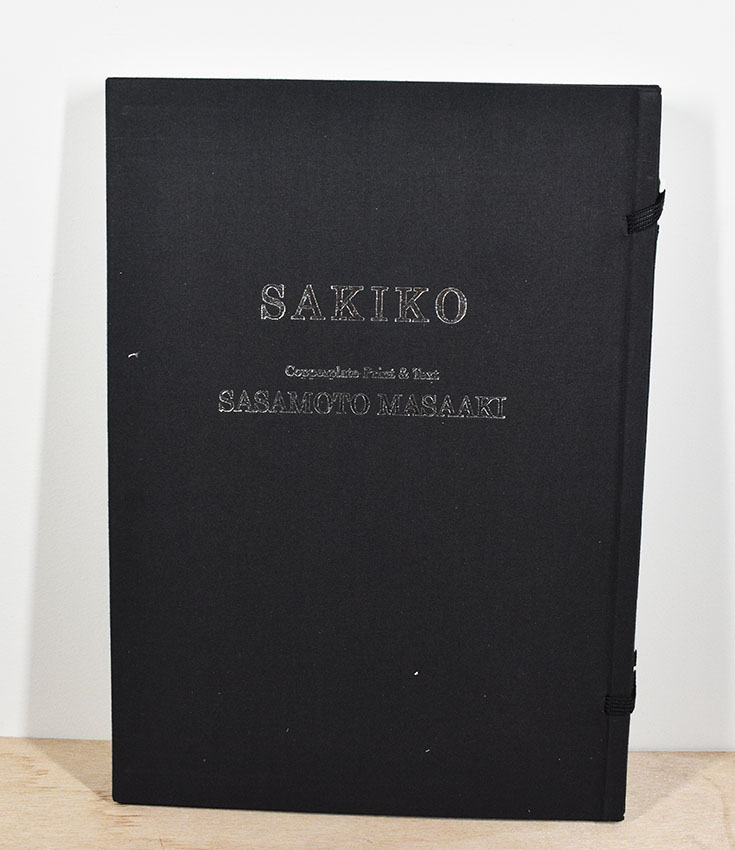 SAKIKO
Copperplate-Print & Text
SASAMOTO MASAAKI